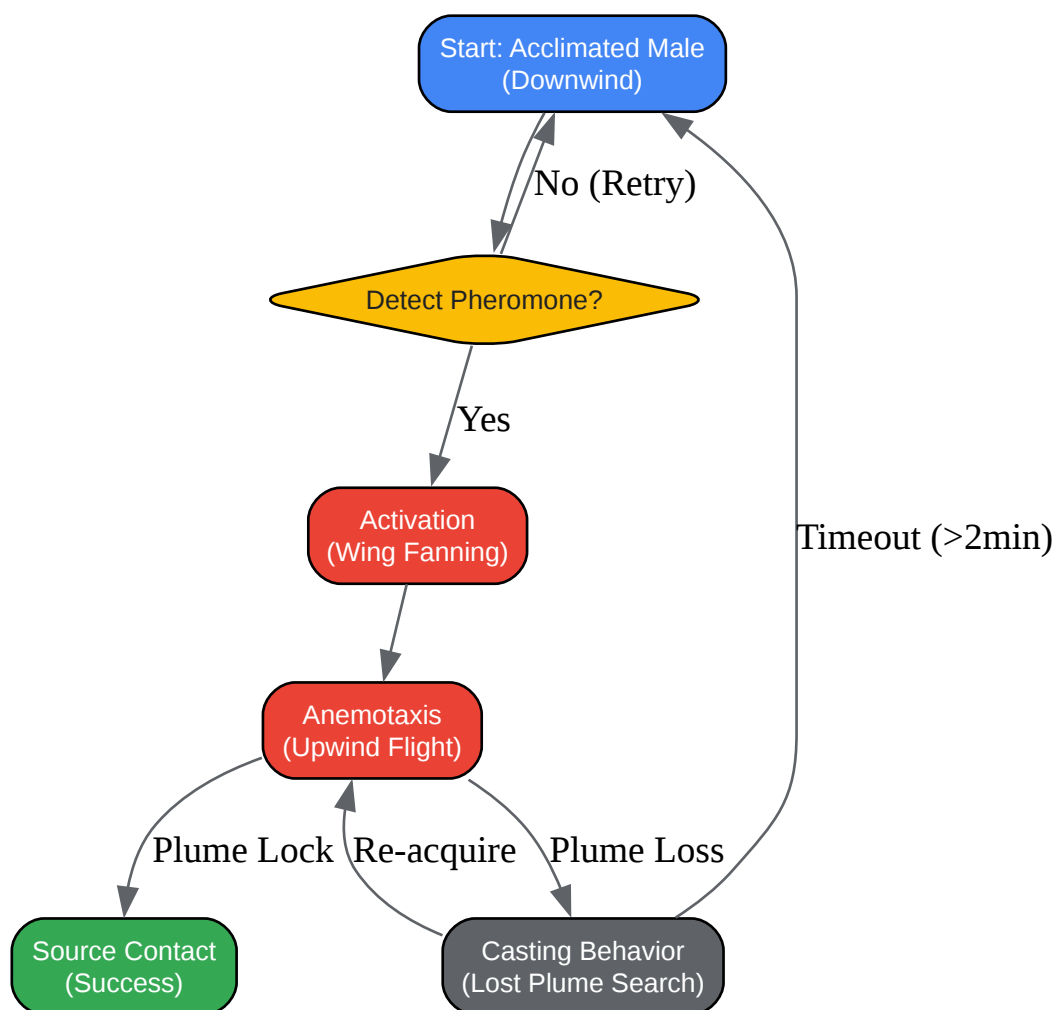 Start: Acclimated Male
(Downwind)
No (Retry)
Detect Pheromone?
Yes
Activation
(Wing Fanning)
Timeout (>2min)
Anemotaxis
(Upwind Flight)
Plume Lock
Re-acquire
Plume Loss
Source Contact
(Success)
Casting Behavior
(Lost Plume Search)